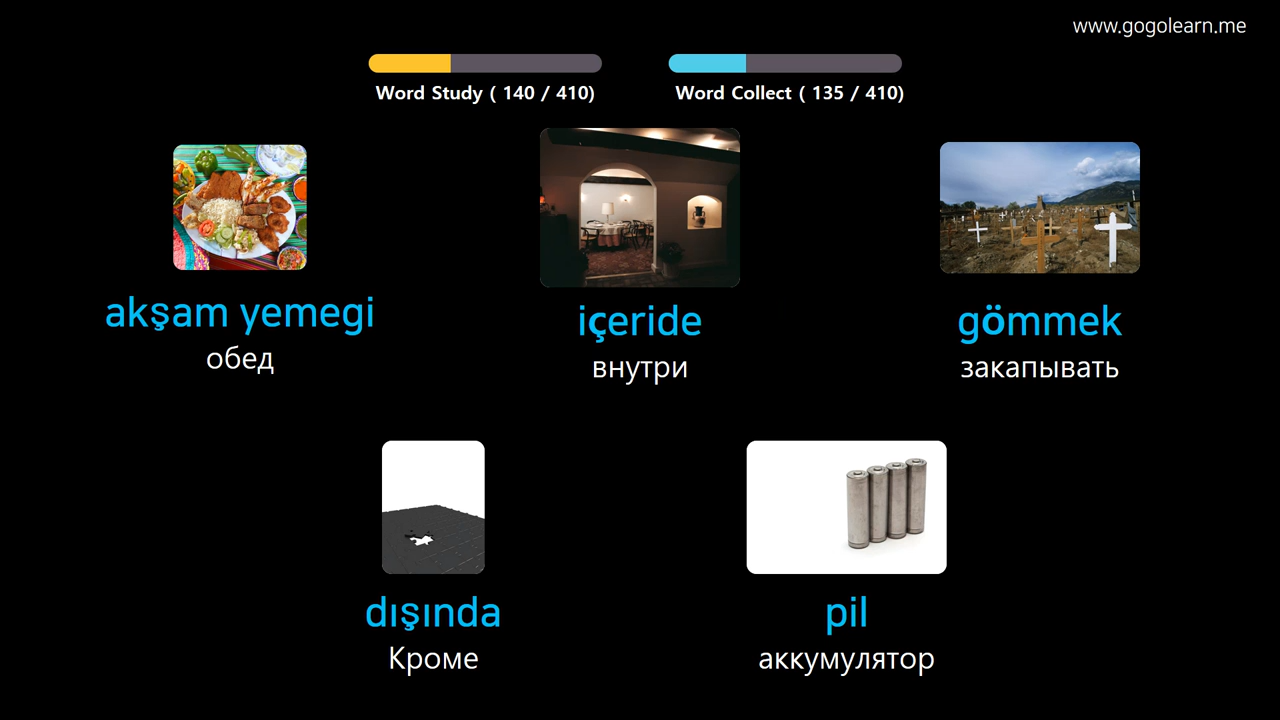 www.gogolearn.me
Word Study ( 140 / 410)
Word Collect ( 135 / 410)
akşam yemegi
обед
içeride
внутри
gömmek
закапывать
dışında
Кроме
pil
аккумулятор